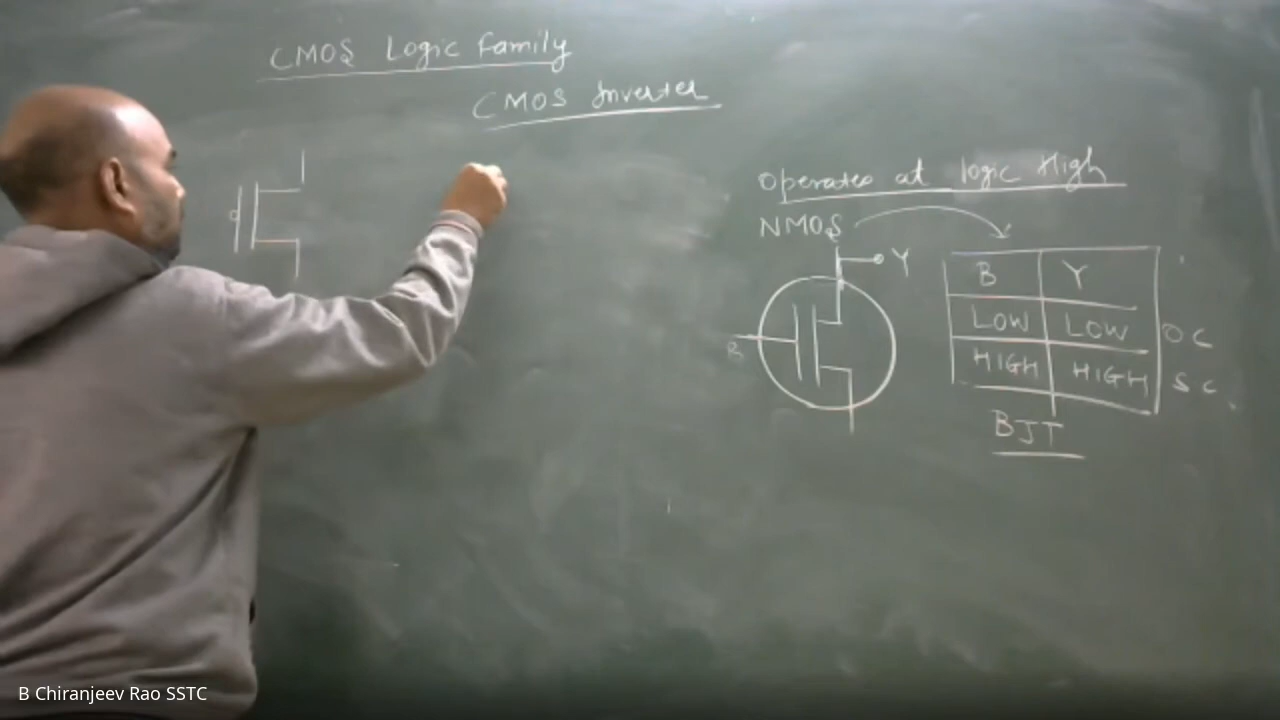 CMOS Logic Family
CMOS Inverter
Operates at logic High
NMOS
Y
B
B Y
LOW LOW OC
HIGH HIGH SC
BJT
B Chiranjeev Rao SSTC